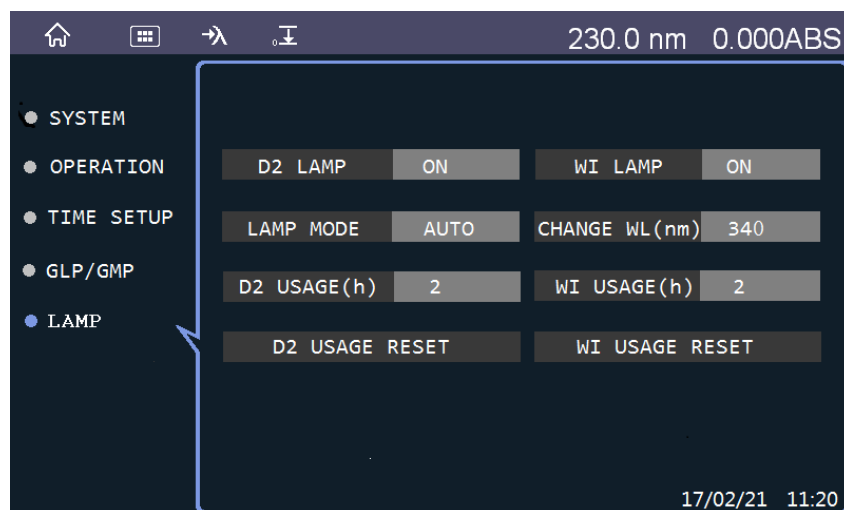 230.0 nm 0.000ABS
SYSTEM
OPERATION
TIME SETUP
GLP/GMP
LAMP
D2 LAMP ON WI LAMP ON
LAMP MODE AUTO CHANGE WL(nm) 340
D2 USAGE(h) 2 WI USAGE(h) 2
D2 USAGE RESET WI USAGE RESET
17/02/21 11:20